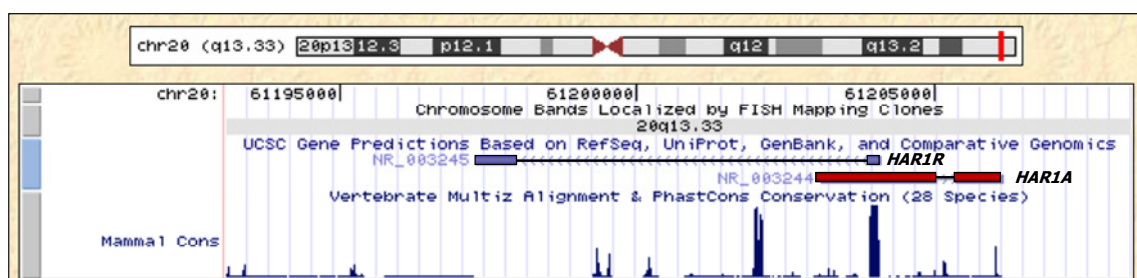 chr20 (q13.33) 20p13 12.3 p12.1 q12 q13.2
chr20: 61195000| 61200000| 61205000|
Chromosome Bands Localized by FISH Mapping Clones
20q13.33
UCSC Gene Predictions Based on RefSeq, UniProt, GenBank, and Comparative Genomics
NR_003245 HAR1R
NR_003244 HAR1A
Vertebrate Multiz Alignment & PhastCons Conservation (28 Species)
Mammal Cons